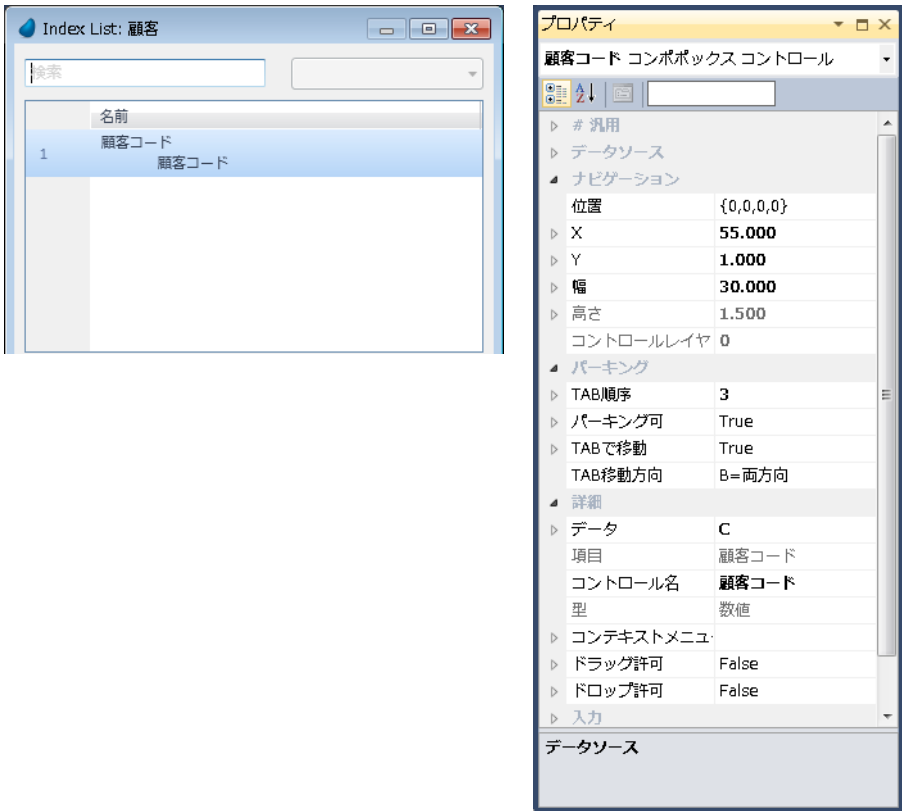 Index List: 顧客
検索
名前
1
顧客コード
顧客コード
プロパティ
顧客コード コンポボックス コントロール
# 汎用
データソース
ナビゲーション
位置 {0,0,0,0}
X 55.000
Y 1.000
幅 30.000
高さ 1.500
コントロールレイヤ 0
パーキング
TAB順序 3
パーキング可 True
TABで移動 True
TAB移動方向 B=両方向
詳細
データ C
項目 顧客コード
コントロール名 顧客コード
型 数値
コンテキストメニュー
ドラッグ許可 False
ドロップ許可 False
入力
データソース